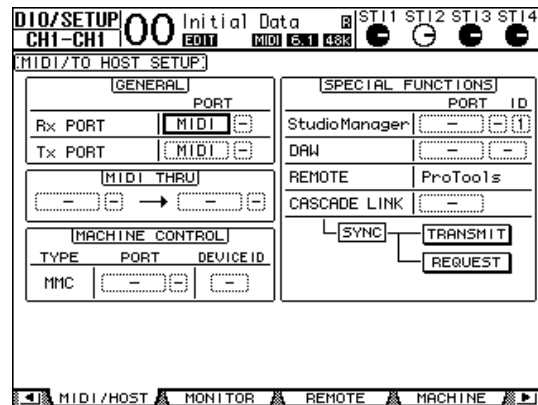 DIO/SETUP 00 Initial Data R ST1 ST2 ST3 ST4
CH1-CH1 EDIT MIDI 6.1 48k
MIDI/TO HOST SETUP
GENERAL
PORT
Rx PORT MIDI -
Tx PORT MIDI -
MIDI THRU
- - → - -
MACHINE CONTROL
TYPE PORT DEVICE ID
MMC - - -
SPECIAL FUNCTIONS
PORT ID
StudioManager - - 1
DAW - -
REMOTE ProTools
CASCADE LINK -
SYNC TRANSMIT
REQUEST
MIDI/HOST MONITOR REMOTE MACHINE